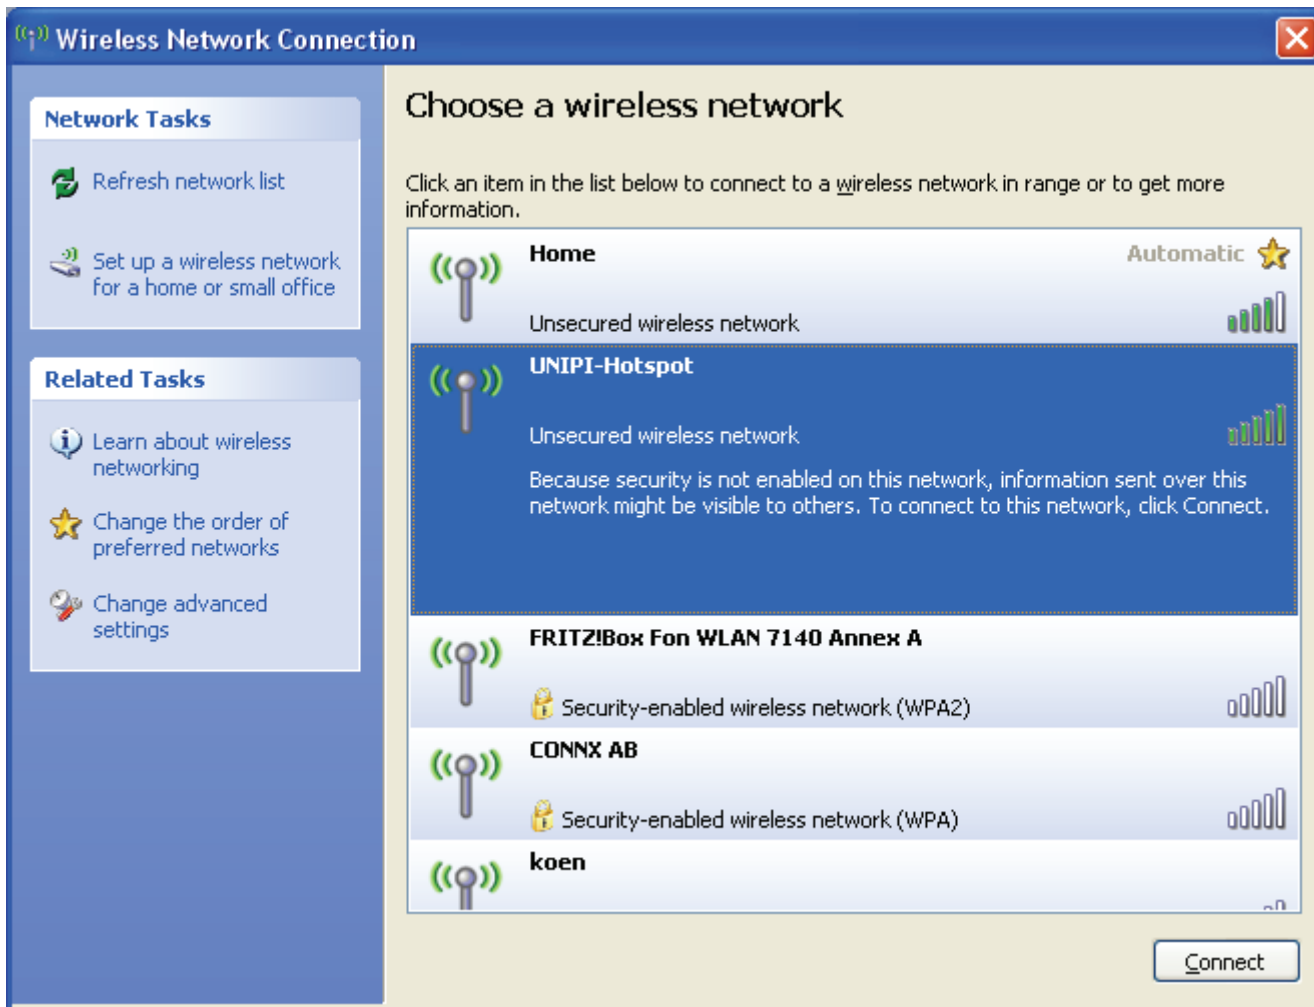 Wireless Network Connection
Network Tasks
Refresh network list
Set up a wireless network
for a home or small office
Related Tasks
Learn about wireless
networking
Change the order of
preferred networks
Change advanced
settings
Choose a wireless network
Click an item in the list below to connect to a wireless network in range or to get more
information.
Home
Automatic
Unsecured wireless network
UNIPI-Hotspot
Unsecured wireless network
Because security is not enabled on this network, information sent over this
network might be visible to others. To connect to this network, click Connect.
FRITZ!Box Fon WLAN 7140 Annex A
Security-enabled wireless network (WPA2)
CONNX AB
Security-enabled wireless network (WPA)
koen
Connect